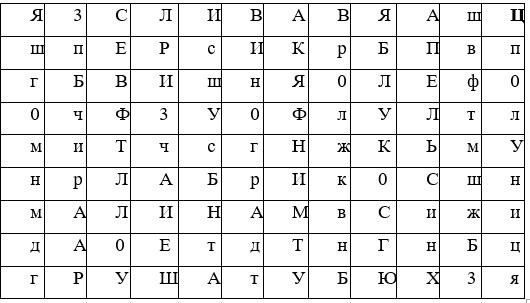 Я З С Л И В А В Я А ш Ц
ш п Е Р с И К р Б П в п
г Б В И ш н Я 0 Л Е ф 0
0 ч Ф З У 0 Ф л У Л т л
м и Т ч с г Н ж К Ь м У
н р Л А Б р И к 0 С ш н
м А Л И Н А М в С и ж и
д А 0 Е т д Т н Г н Б ц
г Р У Ш А т У Б Ю Х З я